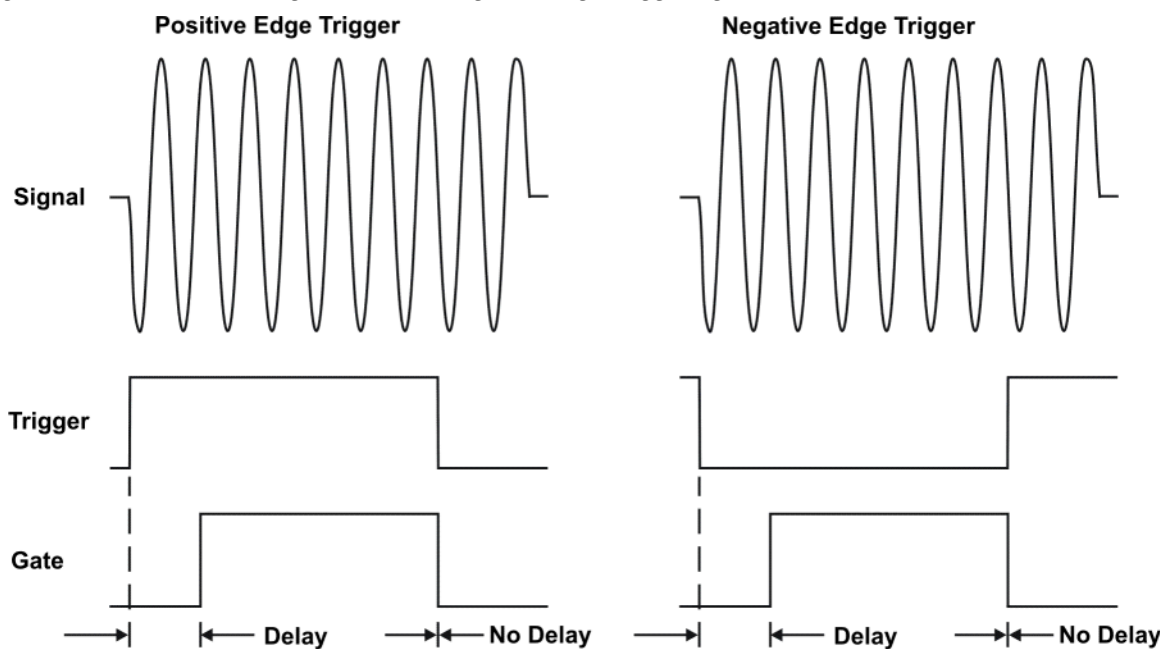 Positive Edge Trigger
Negative Edge Trigger
Signal
Trigger
Gate
Delay
No Delay
Delay
No Delay